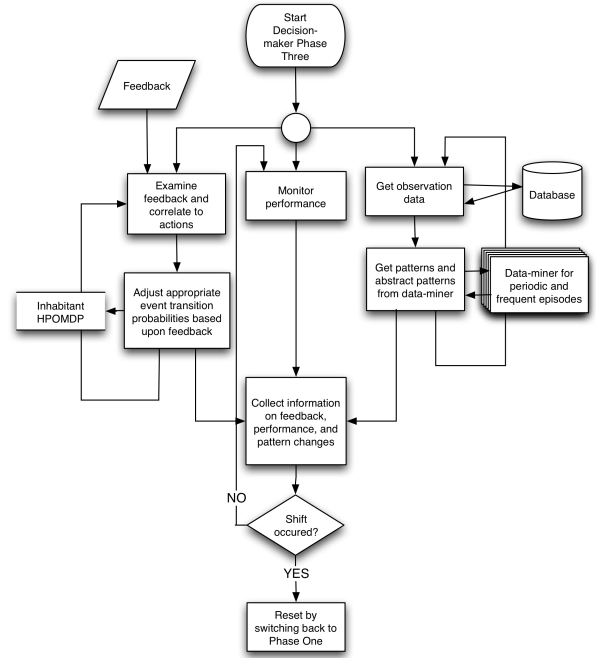 Start
Decision-
maker Phase
Three
Feedback
Examine
feedback and
correlate to
actions
Monitor
performance
Get observation
data
Database
Inhabitant
HPOMDP
Adjust appropriate
event transition
probabilities based
upon feedback
Get patterns and
abstract patterns
from data-miner
Data-miner for
periodic and
frequent episodes
Collect information
on feedback,
performance, and
pattern changes
NO
Shift
occured?
YES
Reset by
switching back to
Phase One